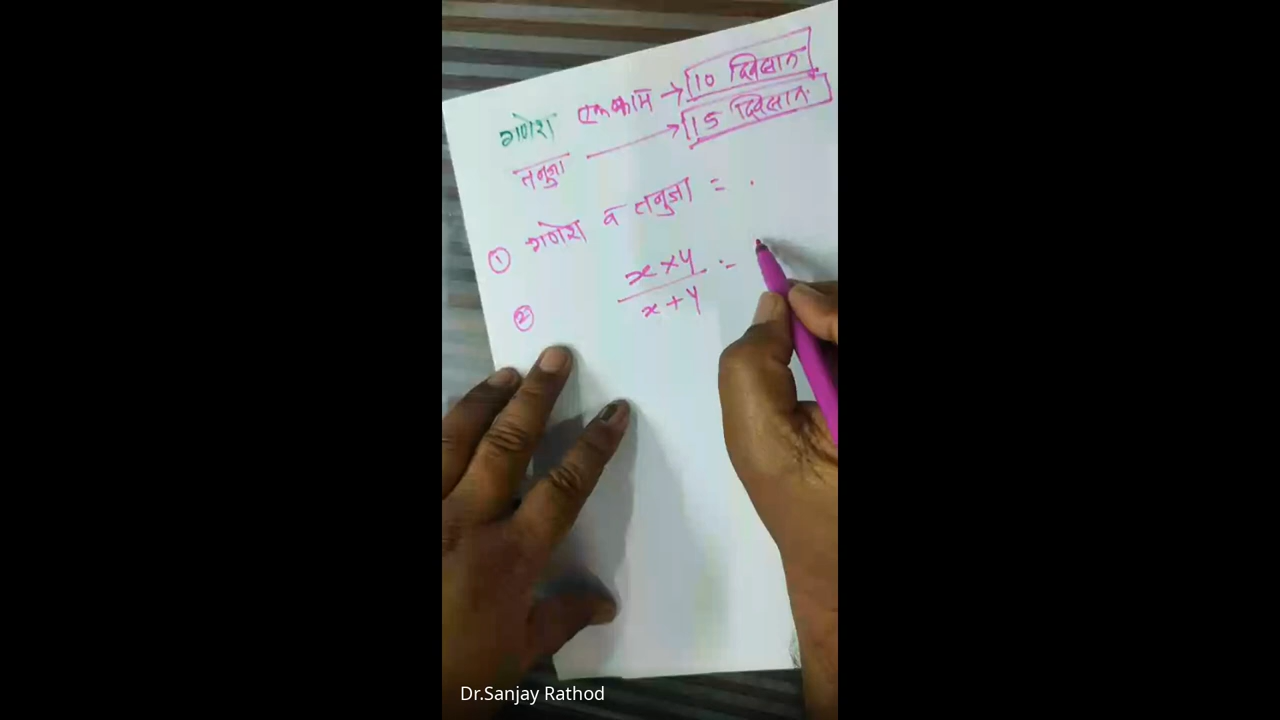 गणेश एक काम → 10 दिवसात
तनुजा → 15 दिवसात
① गणेश व तनुजा = .
② x × y / x + y =
Dr.Sanjay Rathod